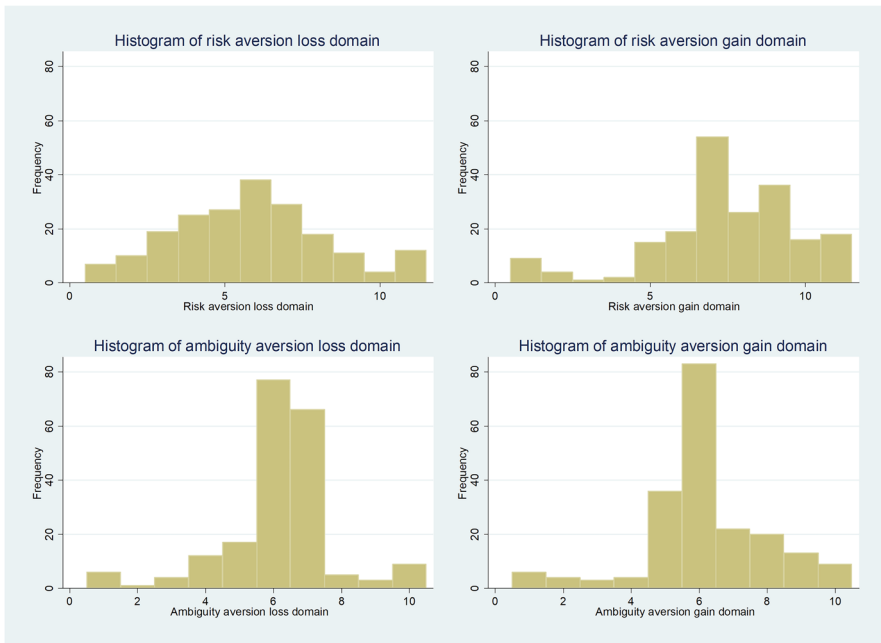 Histogram of risk aversion loss domain
Frequency
80
60
40
20
0
0 5 10
Risk aversion loss domain
Histogram of risk aversion gain domain
Frequency
80
60
40
20
0
0 5 10
Risk aversion gain domain
Histogram of ambiguity aversion loss domain
Frequency
80
60
40
20
0
0 2 4 6 8 10
Ambiguity aversion loss domain
Histogram of ambiguity aversion gain domain
Frequency
80
60
40
20
0
0 2 4 6 8 10
Ambiguity aversion gain domain